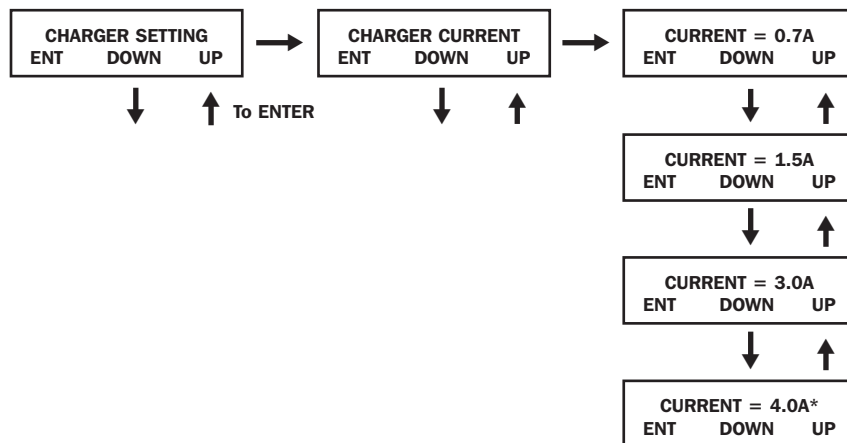 CHARGER SETTING
ENT DOWN UP
To ENTER
CHARGER CURRENT
ENT DOWN UP
CURRENT = 0.7A
ENT DOWN UP
CURRENT = 1.5A
ENT DOWN UP
CURRENT = 3.0A
ENT DOWN UP
CURRENT = 4.0A*
ENT DOWN UP